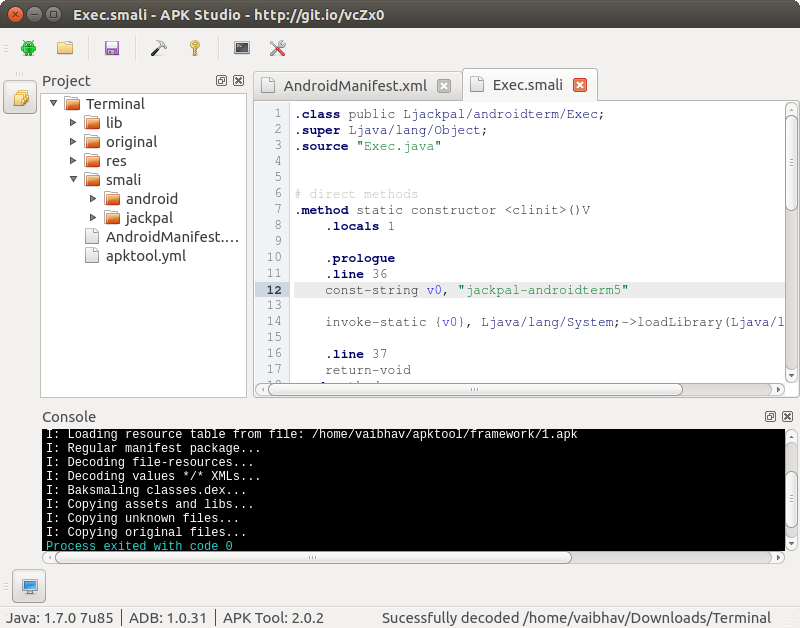 Exec.smali - APK Studio - http://git.io/vcZx0
Project
AndroidManifest.xml
Exec.smali
Terminal
lib
original
res
smali
android
jackpal
AndroidManifest....
apktool.yml
1 .class public Ljackpal/androidterm/Exec;
2 .super Ljava/lang/Object;
3 .source "Exec.java"
4
5
6 # direct methods
7 .method static constructor <clinit>()V
8 .locals 1
9
10 .prologue
11 .line 36
12 const-string v0, "jackpal-androidterm5"
13
14 invoke-static {v0}, Ljava/lang/System;->loadLibrary(Ljava/l
15
16 .line 37
17 return-void
Console
I: Loading resource table from file: /home/vaibhav/apktool/framework/1.apk
I: Regular manifest package...
I: Decoding file-resources...
I: Decoding values */* XMLs...
I: Baksmaling classes.dex...
I: Copying assets and libs...
I: Copying unknown files...
I: Copying original files...
Process exited with code 0
Java: 1.7.0 7u85 | ADB: 1.0.31 | APK Tool: 2.0.2 Sucessfully decoded /home/vaibhav/Downloads/Terminal